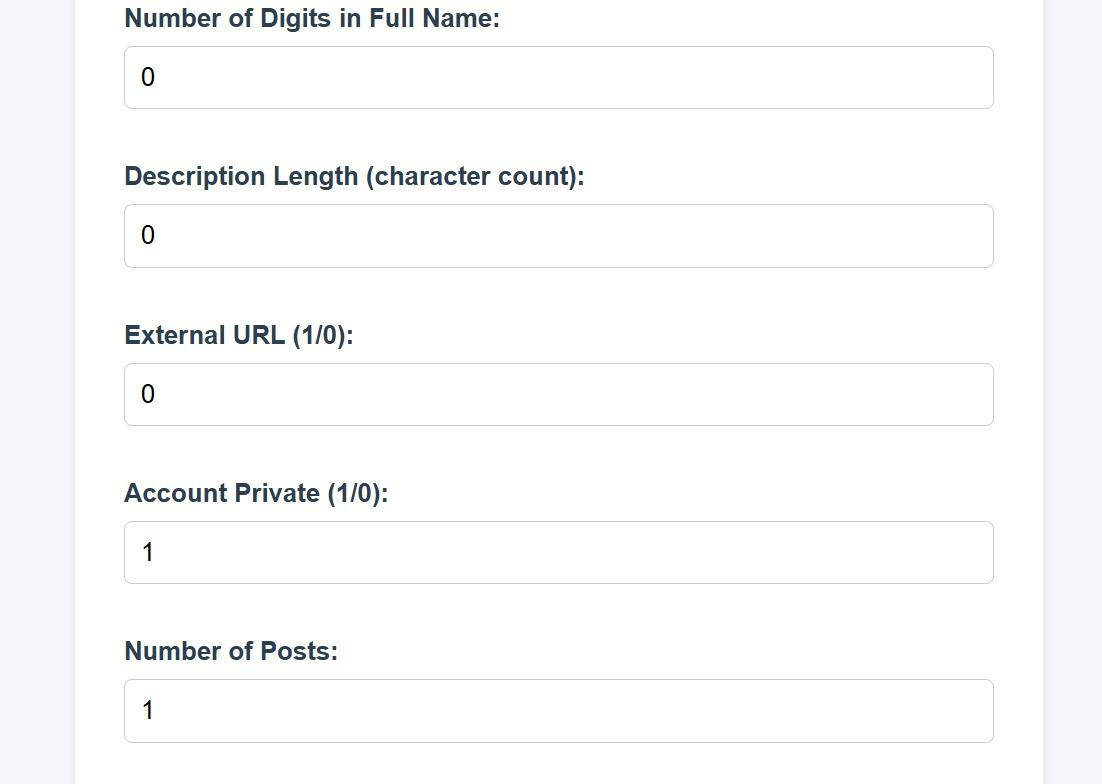 Number of Digits in Full Name:
0
Description Length (character count):
0
External URL (1/0):
0
Account Private (1/0):
1
Number of Posts:
1